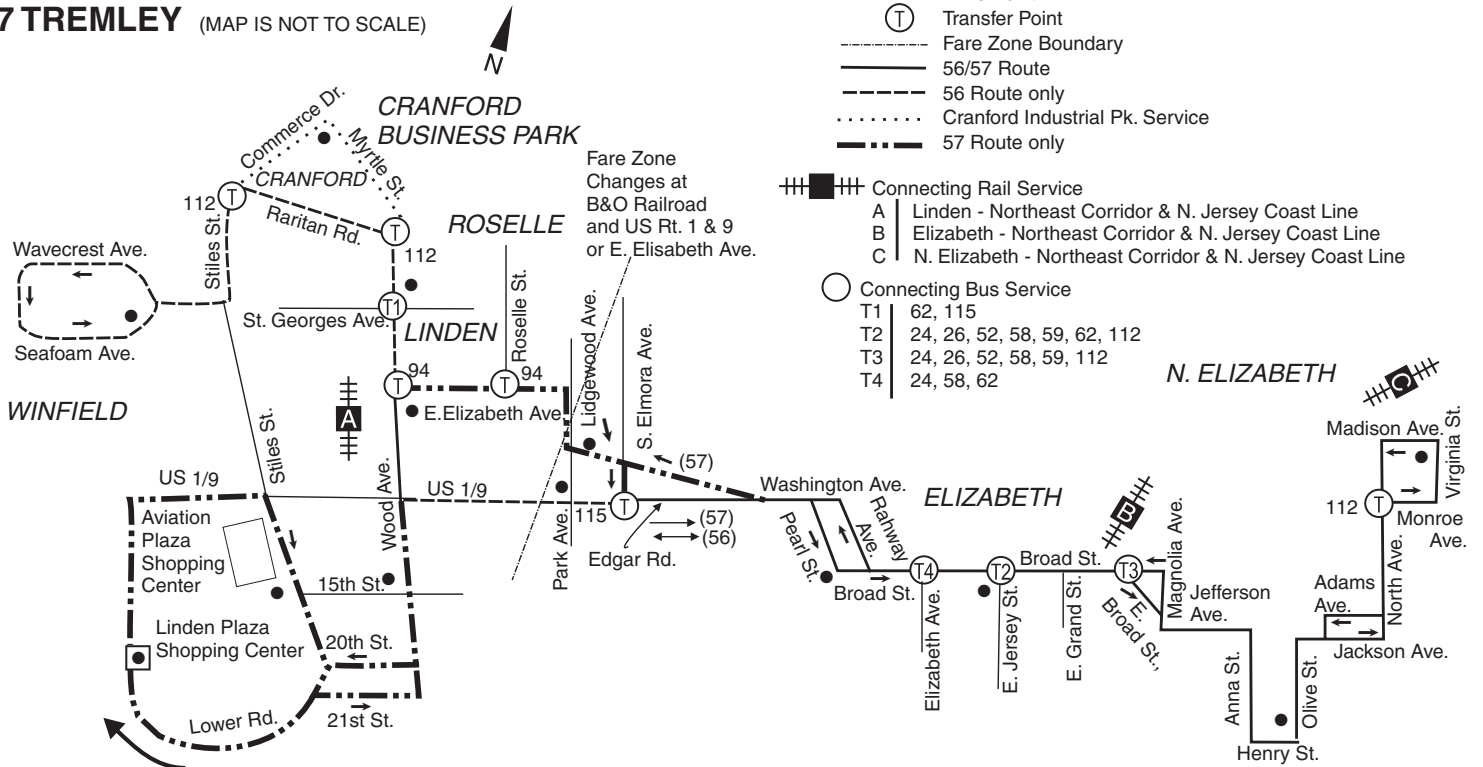 7 TREMLEY (MAP IS NOT TO SCALE)
N
T Transfer Point
Fare Zone Boundary
56/57 Route
56 Route only
Cranford Industrial Pk. Service
57 Route only
Connecting Rail Service
A Linden - Northeast Corridor & N. Jersey Coast Line
B Elizabeth - Northeast Corridor & N. Jersey Coast Line
C N. Elizabeth - Northeast Corridor & N. Jersey Coast Line
Connecting Bus Service
T1 62, 115
T2 24, 26, 52, 58, 59, 62, 112
T3 24, 26, 52, 58, 59, 112
T4 24, 58, 62
CRANFORD
BUSINESS PARK
Commerce Dr.
Myrtle St.
CRANFORD
T
112
Raritan Rd.
T
112
Stiles St.
Wavecrest Ave.
Seafoam Ave.
ROSELLE
Fare Zone
Changes at
B&O Railroad
and US Rt. 1 & 9
or E. Elisabeth Ave.
St. Georges Ave.
T1
LINDEN
Roselle St.
T
94
T
94
E.Elizabeth Ave
Lidgewood Ave.
S. Elmora Ave.
WINFIELD
A
Stiles St.
Wood Ave.
US 1/9
US 1/9
115
T
Park Ave.
Edgar Rd.
(57)
(57)
(56)
Aviation
Plaza
Shopping
Center
15th St.
Linden Plaza
Shopping Center
20th St.
21st St.
Lower Rd.
Washington Ave.
ELIZABETH
Pearl St.
Rahway
Ave.
Broad St.
T4
T2
Broad St.
T3
B
Elizabeth Ave.
E. Jersey St.
E. Grand St.
E.
Broad St.,
Magnolia Ave.
Jefferson
Ave.
Anna St.
Henry St.
Olive St.
Adams
Ave.
Jackson Ave.
North Ave.
N. ELIZABETH
C
Madison Ave.
Virginia St.
112
T
Monroe
Ave.